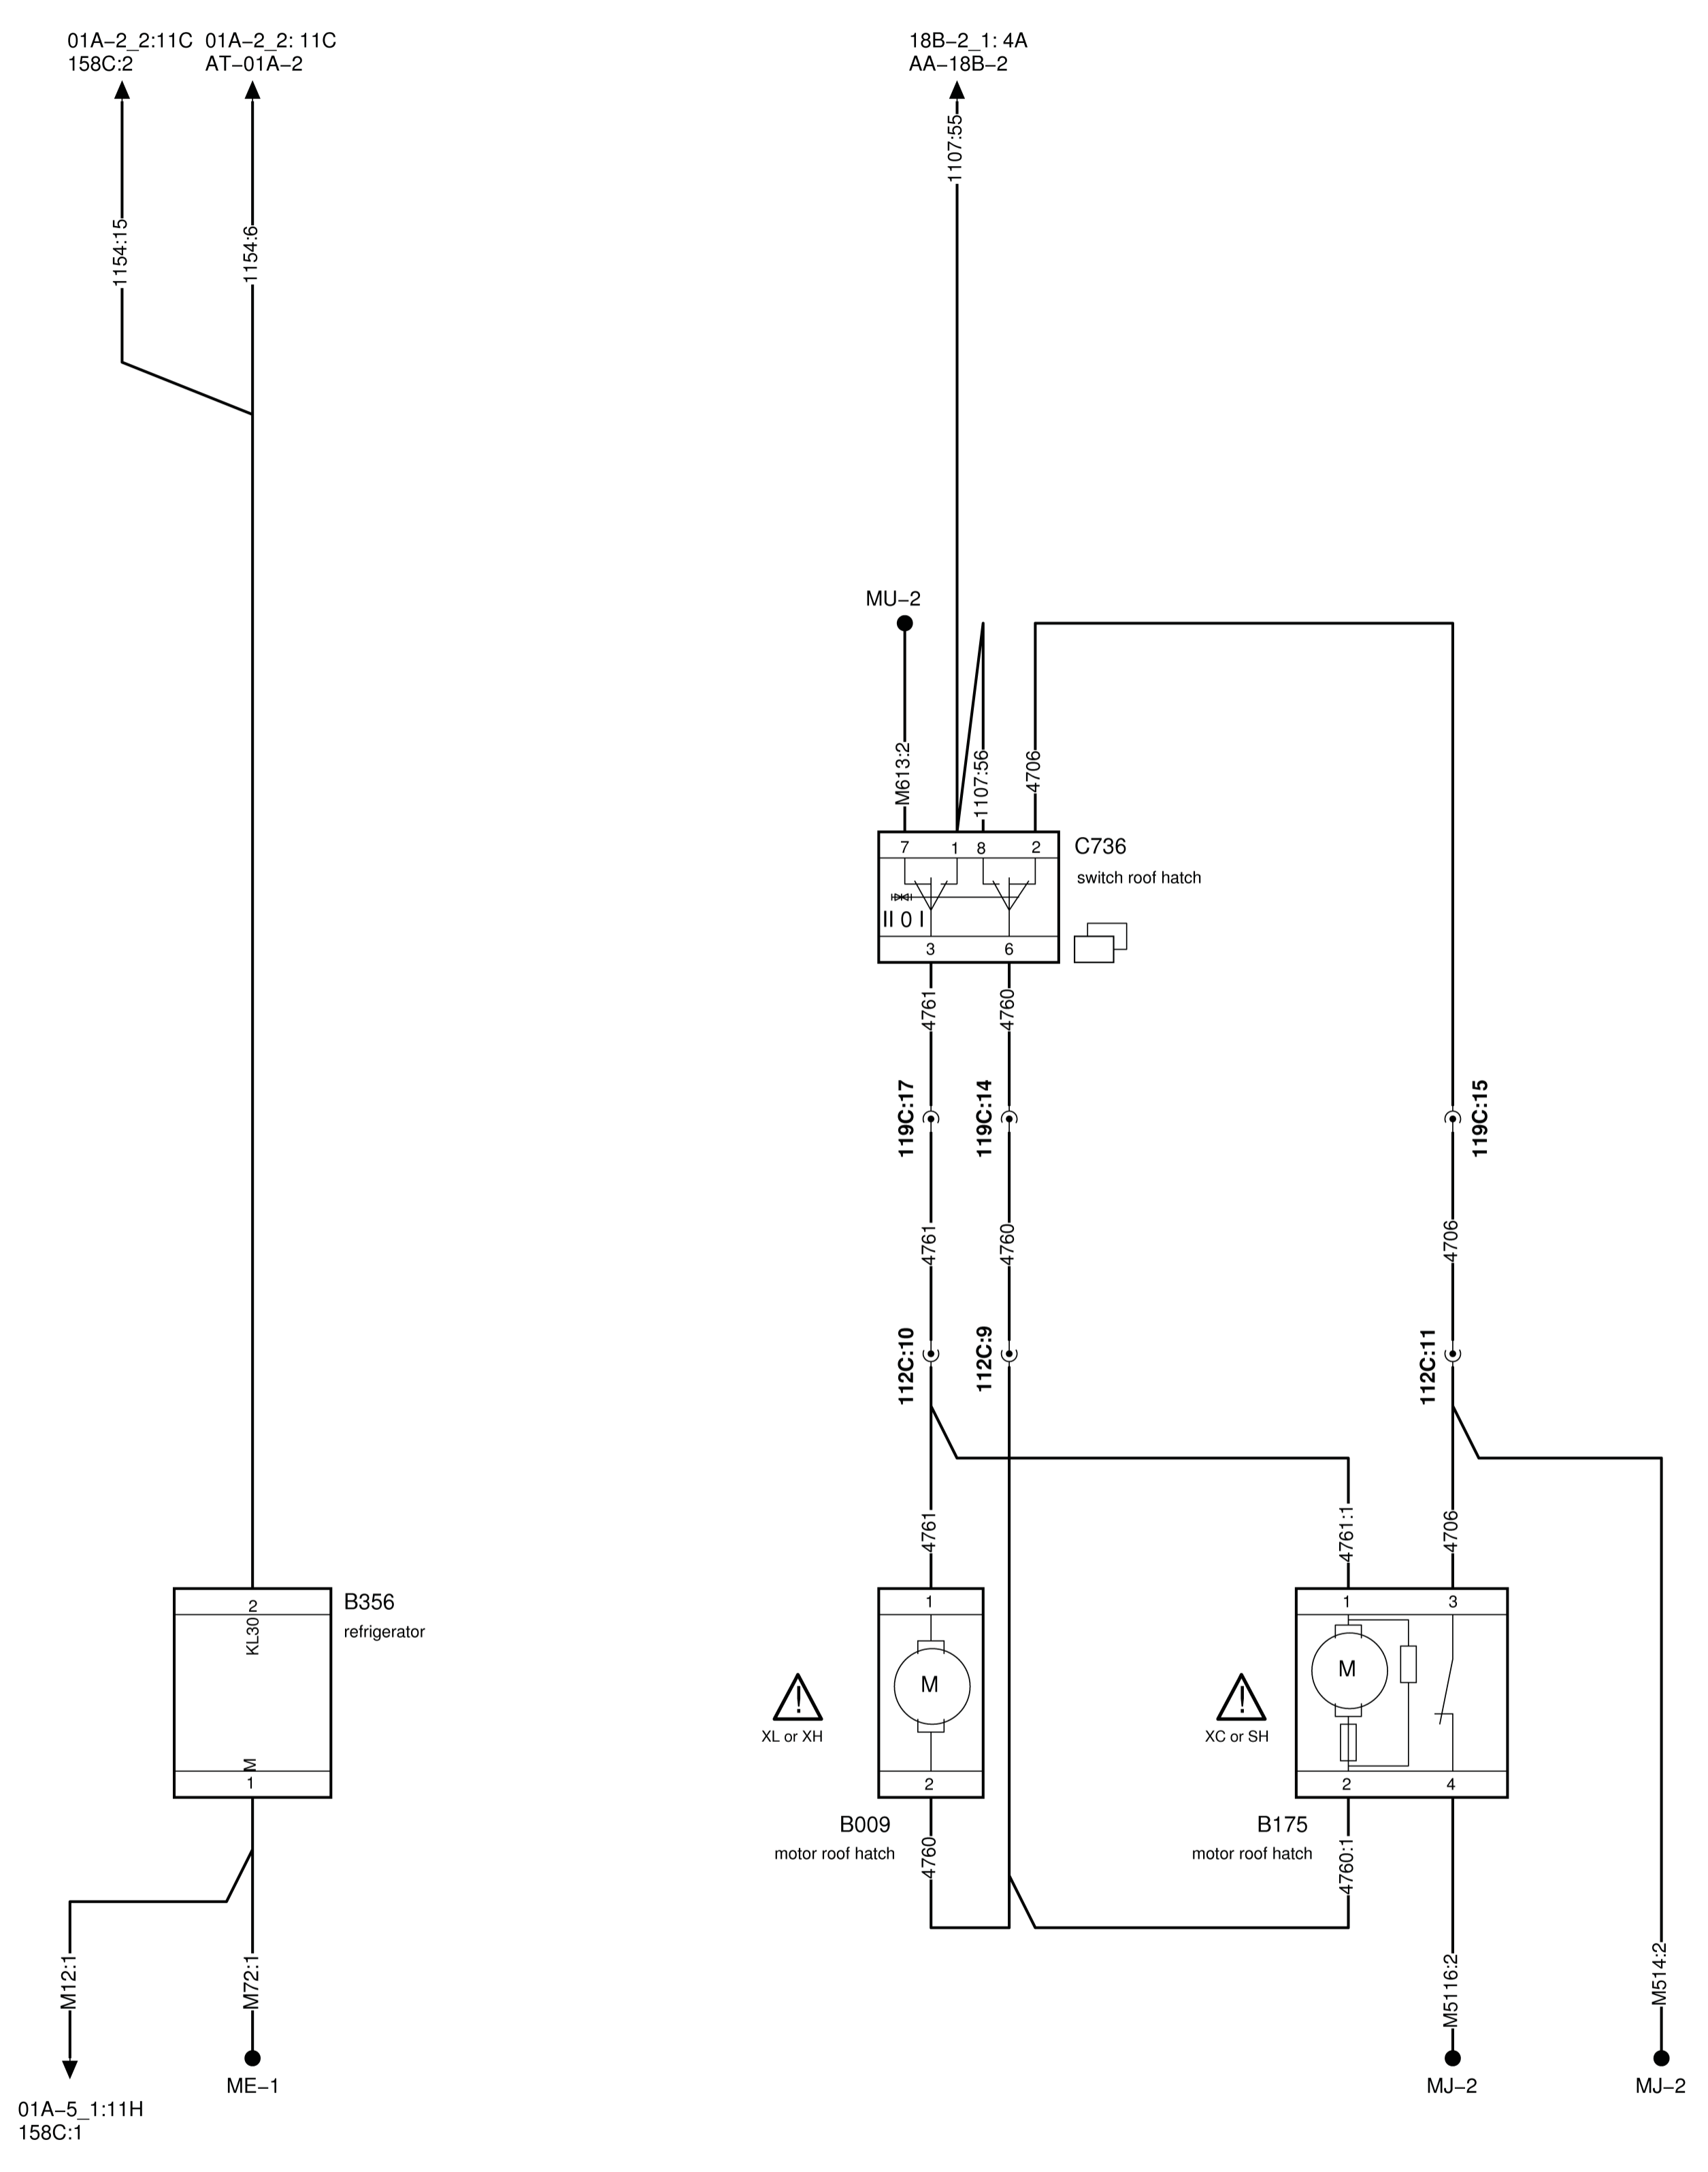 01A–2_2:11C 01A–2_2: 11C
158C:2 AT–01A–2
18B–2_1: 4A
AA–18B–2
1107:55
1154:15
1154:6
MU–2
M613:2
1107:56
4706
7 1 8 2
C736
switch roof hatch
II 0 I
3 6
4761
4760
119C:17
119C:14
119C:15
4761
4760
4706
112C:10
112C:9
112C:11
4761
4761:1
4706
2
KL30
B356
refrigerator
M
1
1
M
2
XL or XH
B009
motor roof hatch
4760
1 3
M
2 4
XC or SH
B175
motor roof hatch
4760:1
M12:1
M72:1
M5116:2
M514:2
ME–1
MJ–2
MJ–2
01A–5_1:11H
158C:1